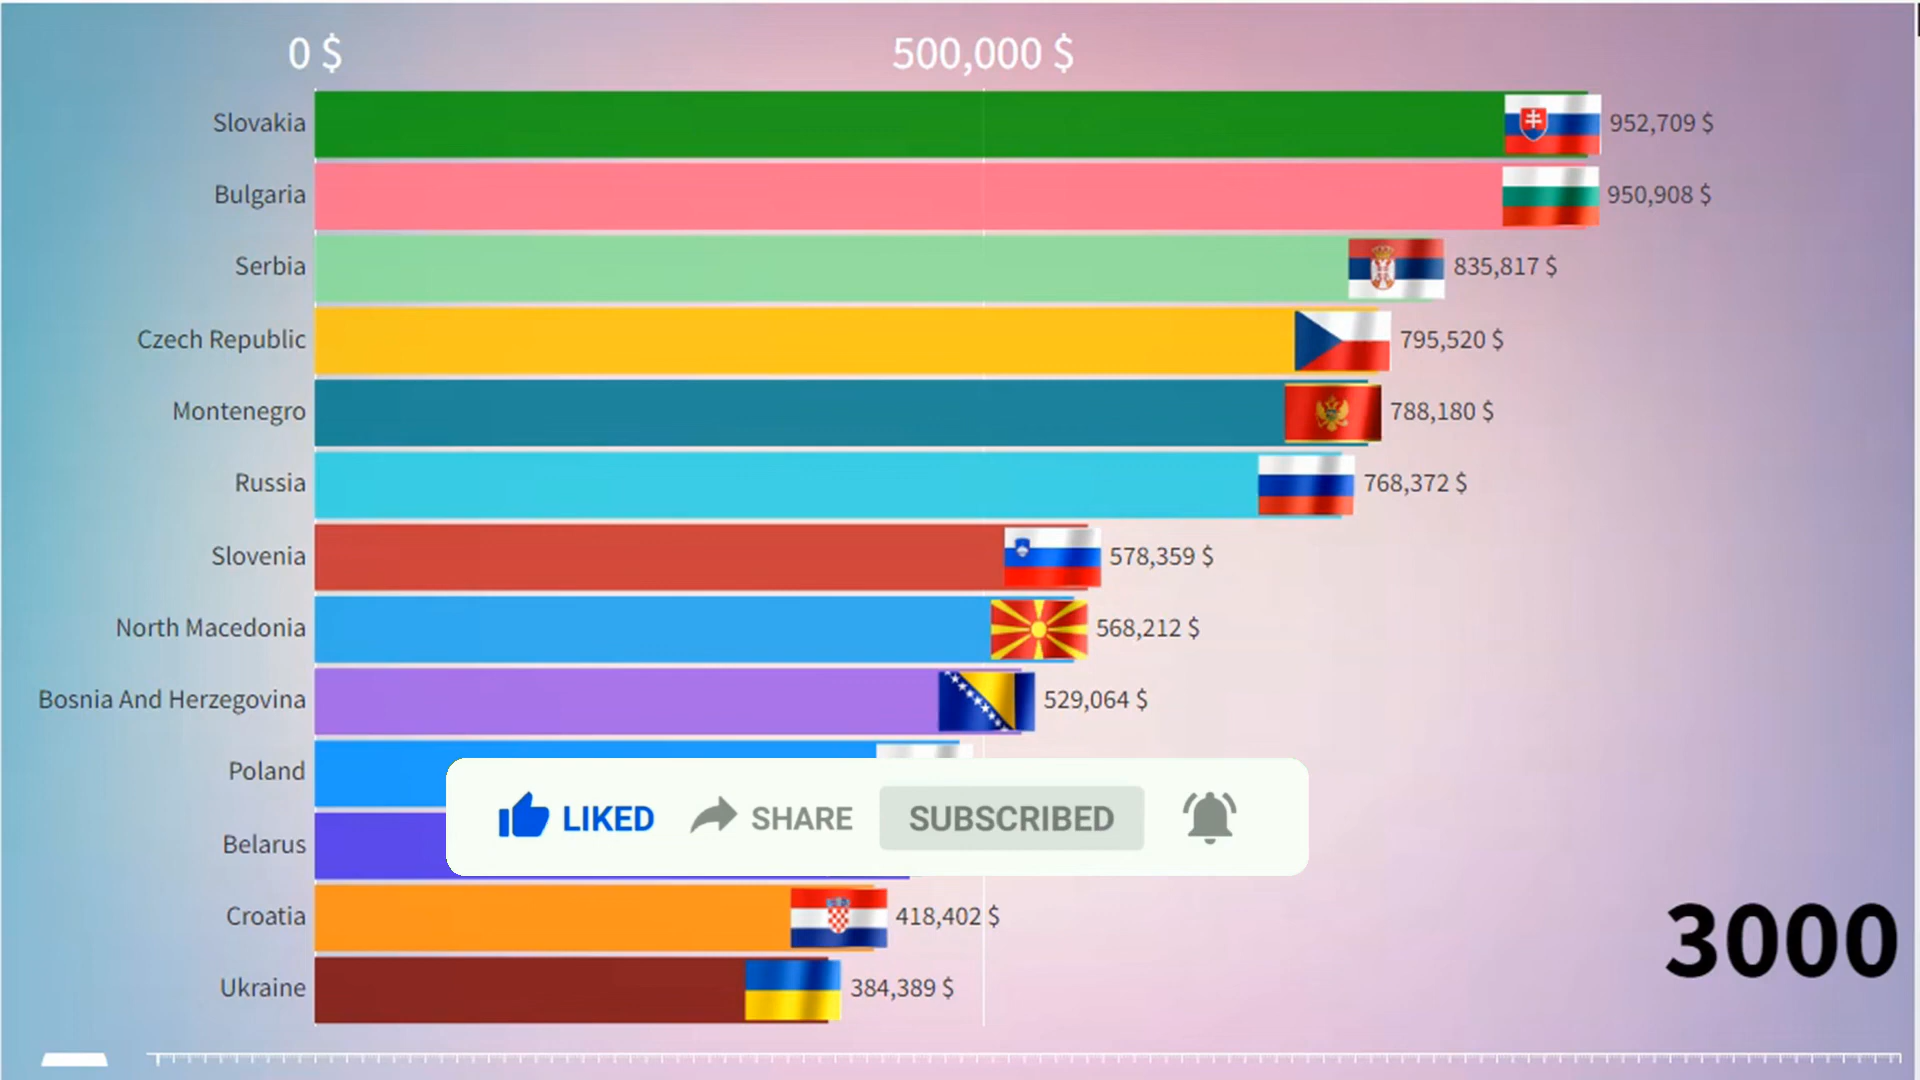 0 $ 500,000 $
Slovakia 952,709 $
Bulgaria 950,908 $
Serbia 835,817 $
Czech Republic 795,520 $
Montenegro 788,180 $
Russia 768,372 $
Slovenia 578,359 $
North Macedonia 568,212 $
Bosnia And Herzegovina 529,064 $
Poland
LIKED SHARE SUBSCRIBED
Belarus
Croatia 418,402 $
3000
Ukraine 384,389 $